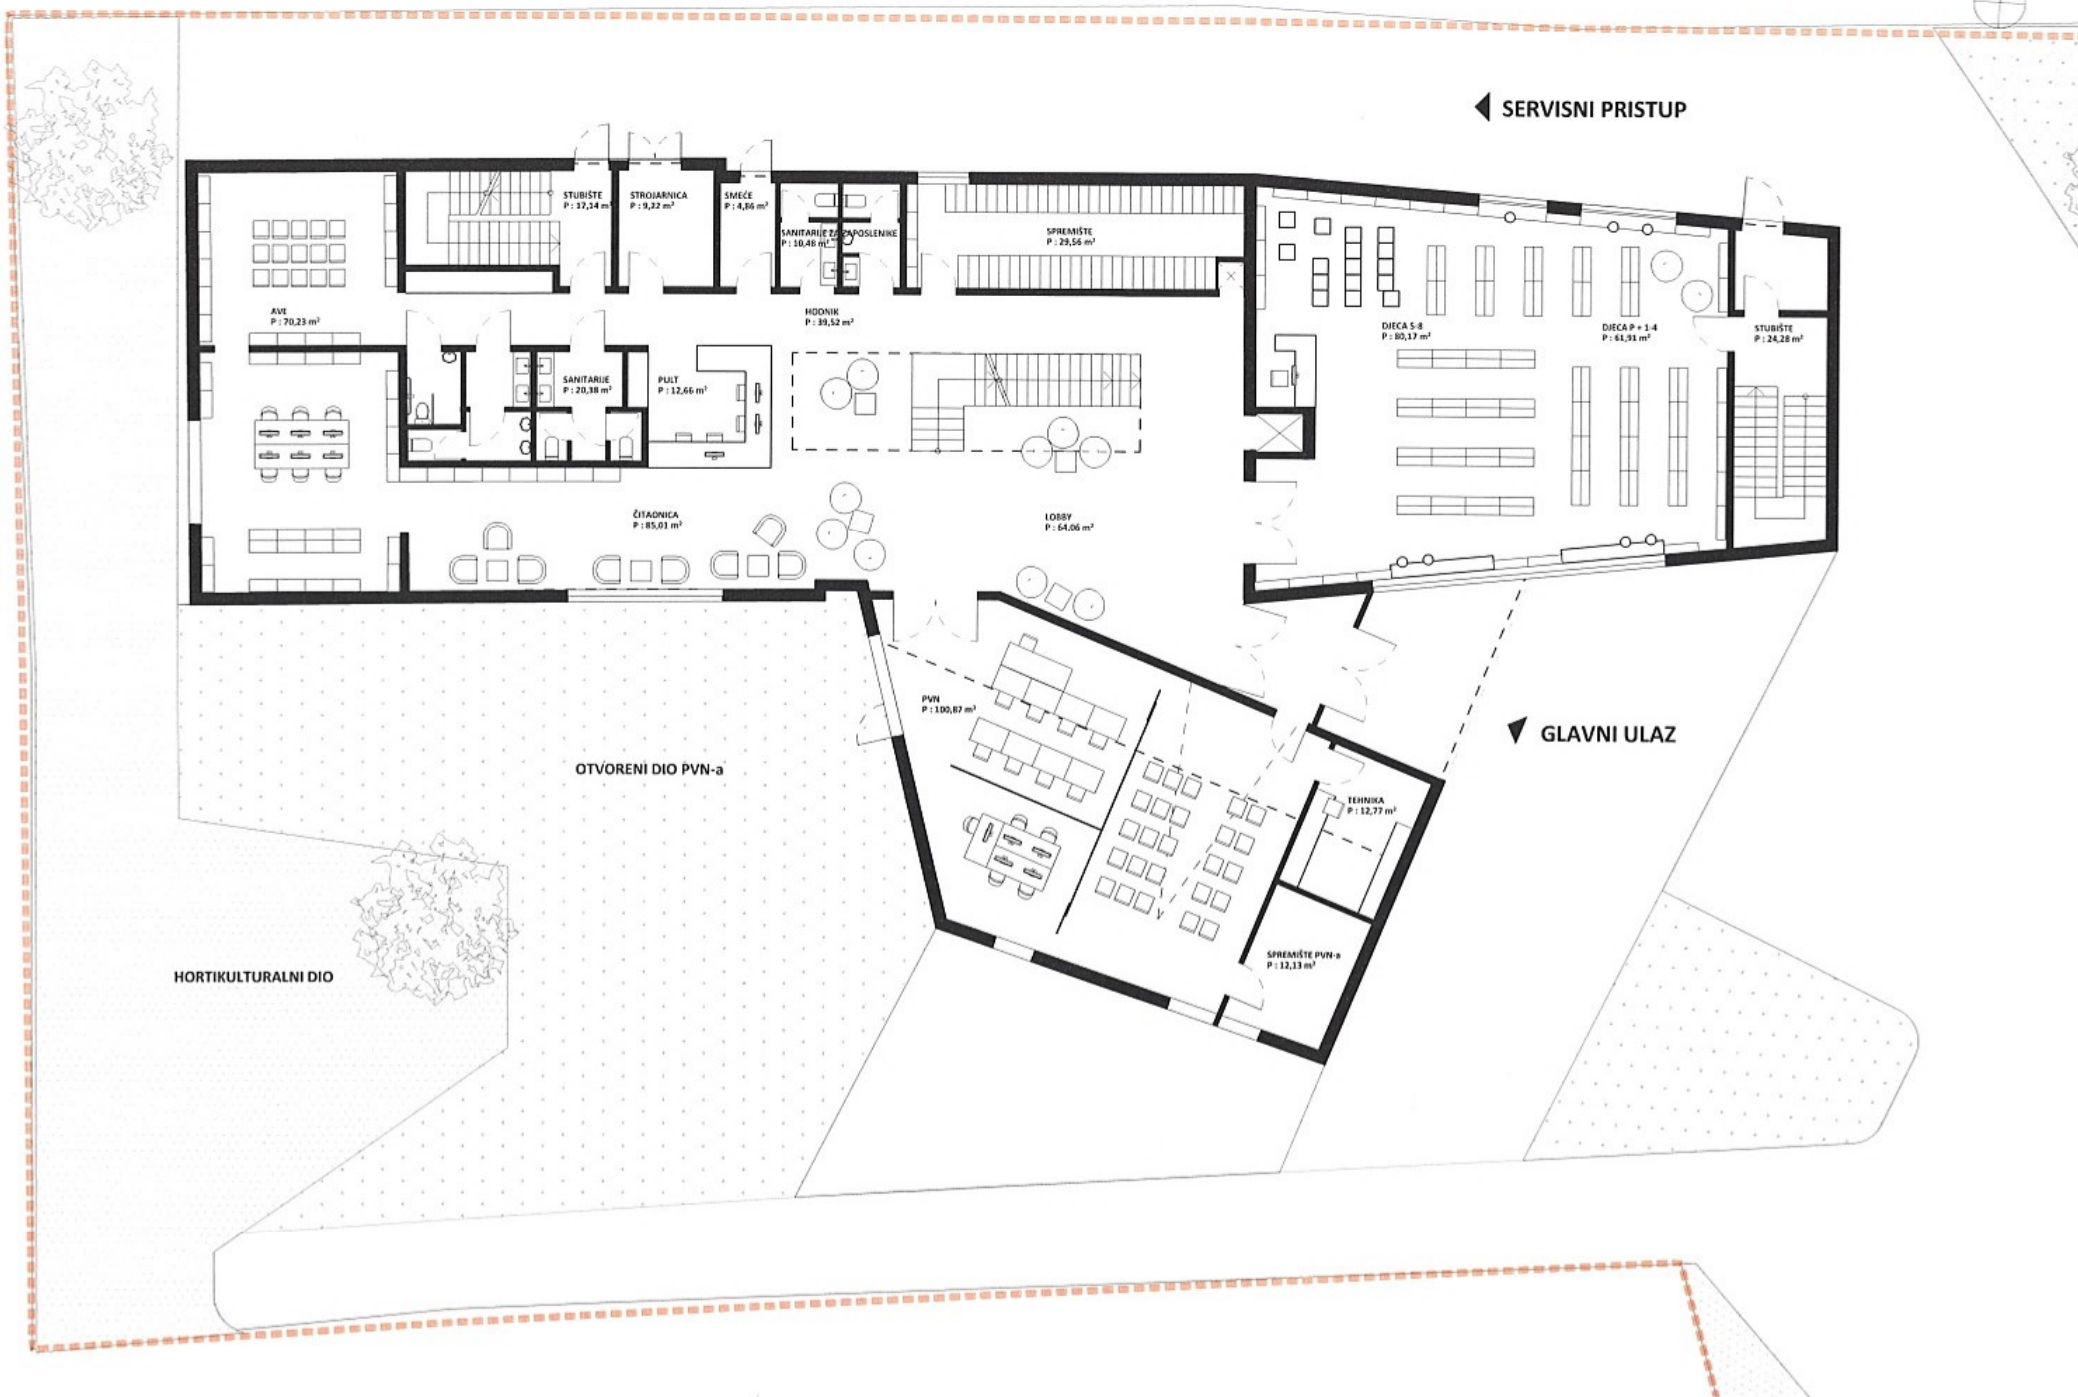 SERVISNI PRISTUP
STUBIŠTE
P : 17,14 m²
STROJARNICA
P : 9,22 m²
SMEĆE
P : 4,86 m²
SANITARIJE ZA ZAPOSLENIKE
P : 10,48 m²
SPREMIŠTE
P : 29,56 m²
AVE
P : 70,23 m²
HODNIK
P : 39,52 m²
DJECA 5-8
P : 80,17 m²
DJECA P + 1-4
P : 61,91 m²
STUBIŠTE
P : 24,28 m²
SANITARIJE
P : 20,38 m²
PULT
P : 12,66 m²
ČITAONICA
P : 85,01 m²
LOBBY
P : 64.06 m²
PVN
P : 100,87 m²
GLAVNI ULAZ
OTVORENI DIO PVN-a
TEHNIKA
P : 12,77 m²
SPREMIŠTE PVN-a
P : 12,13 m²
HORTIKULTURALNI DIO